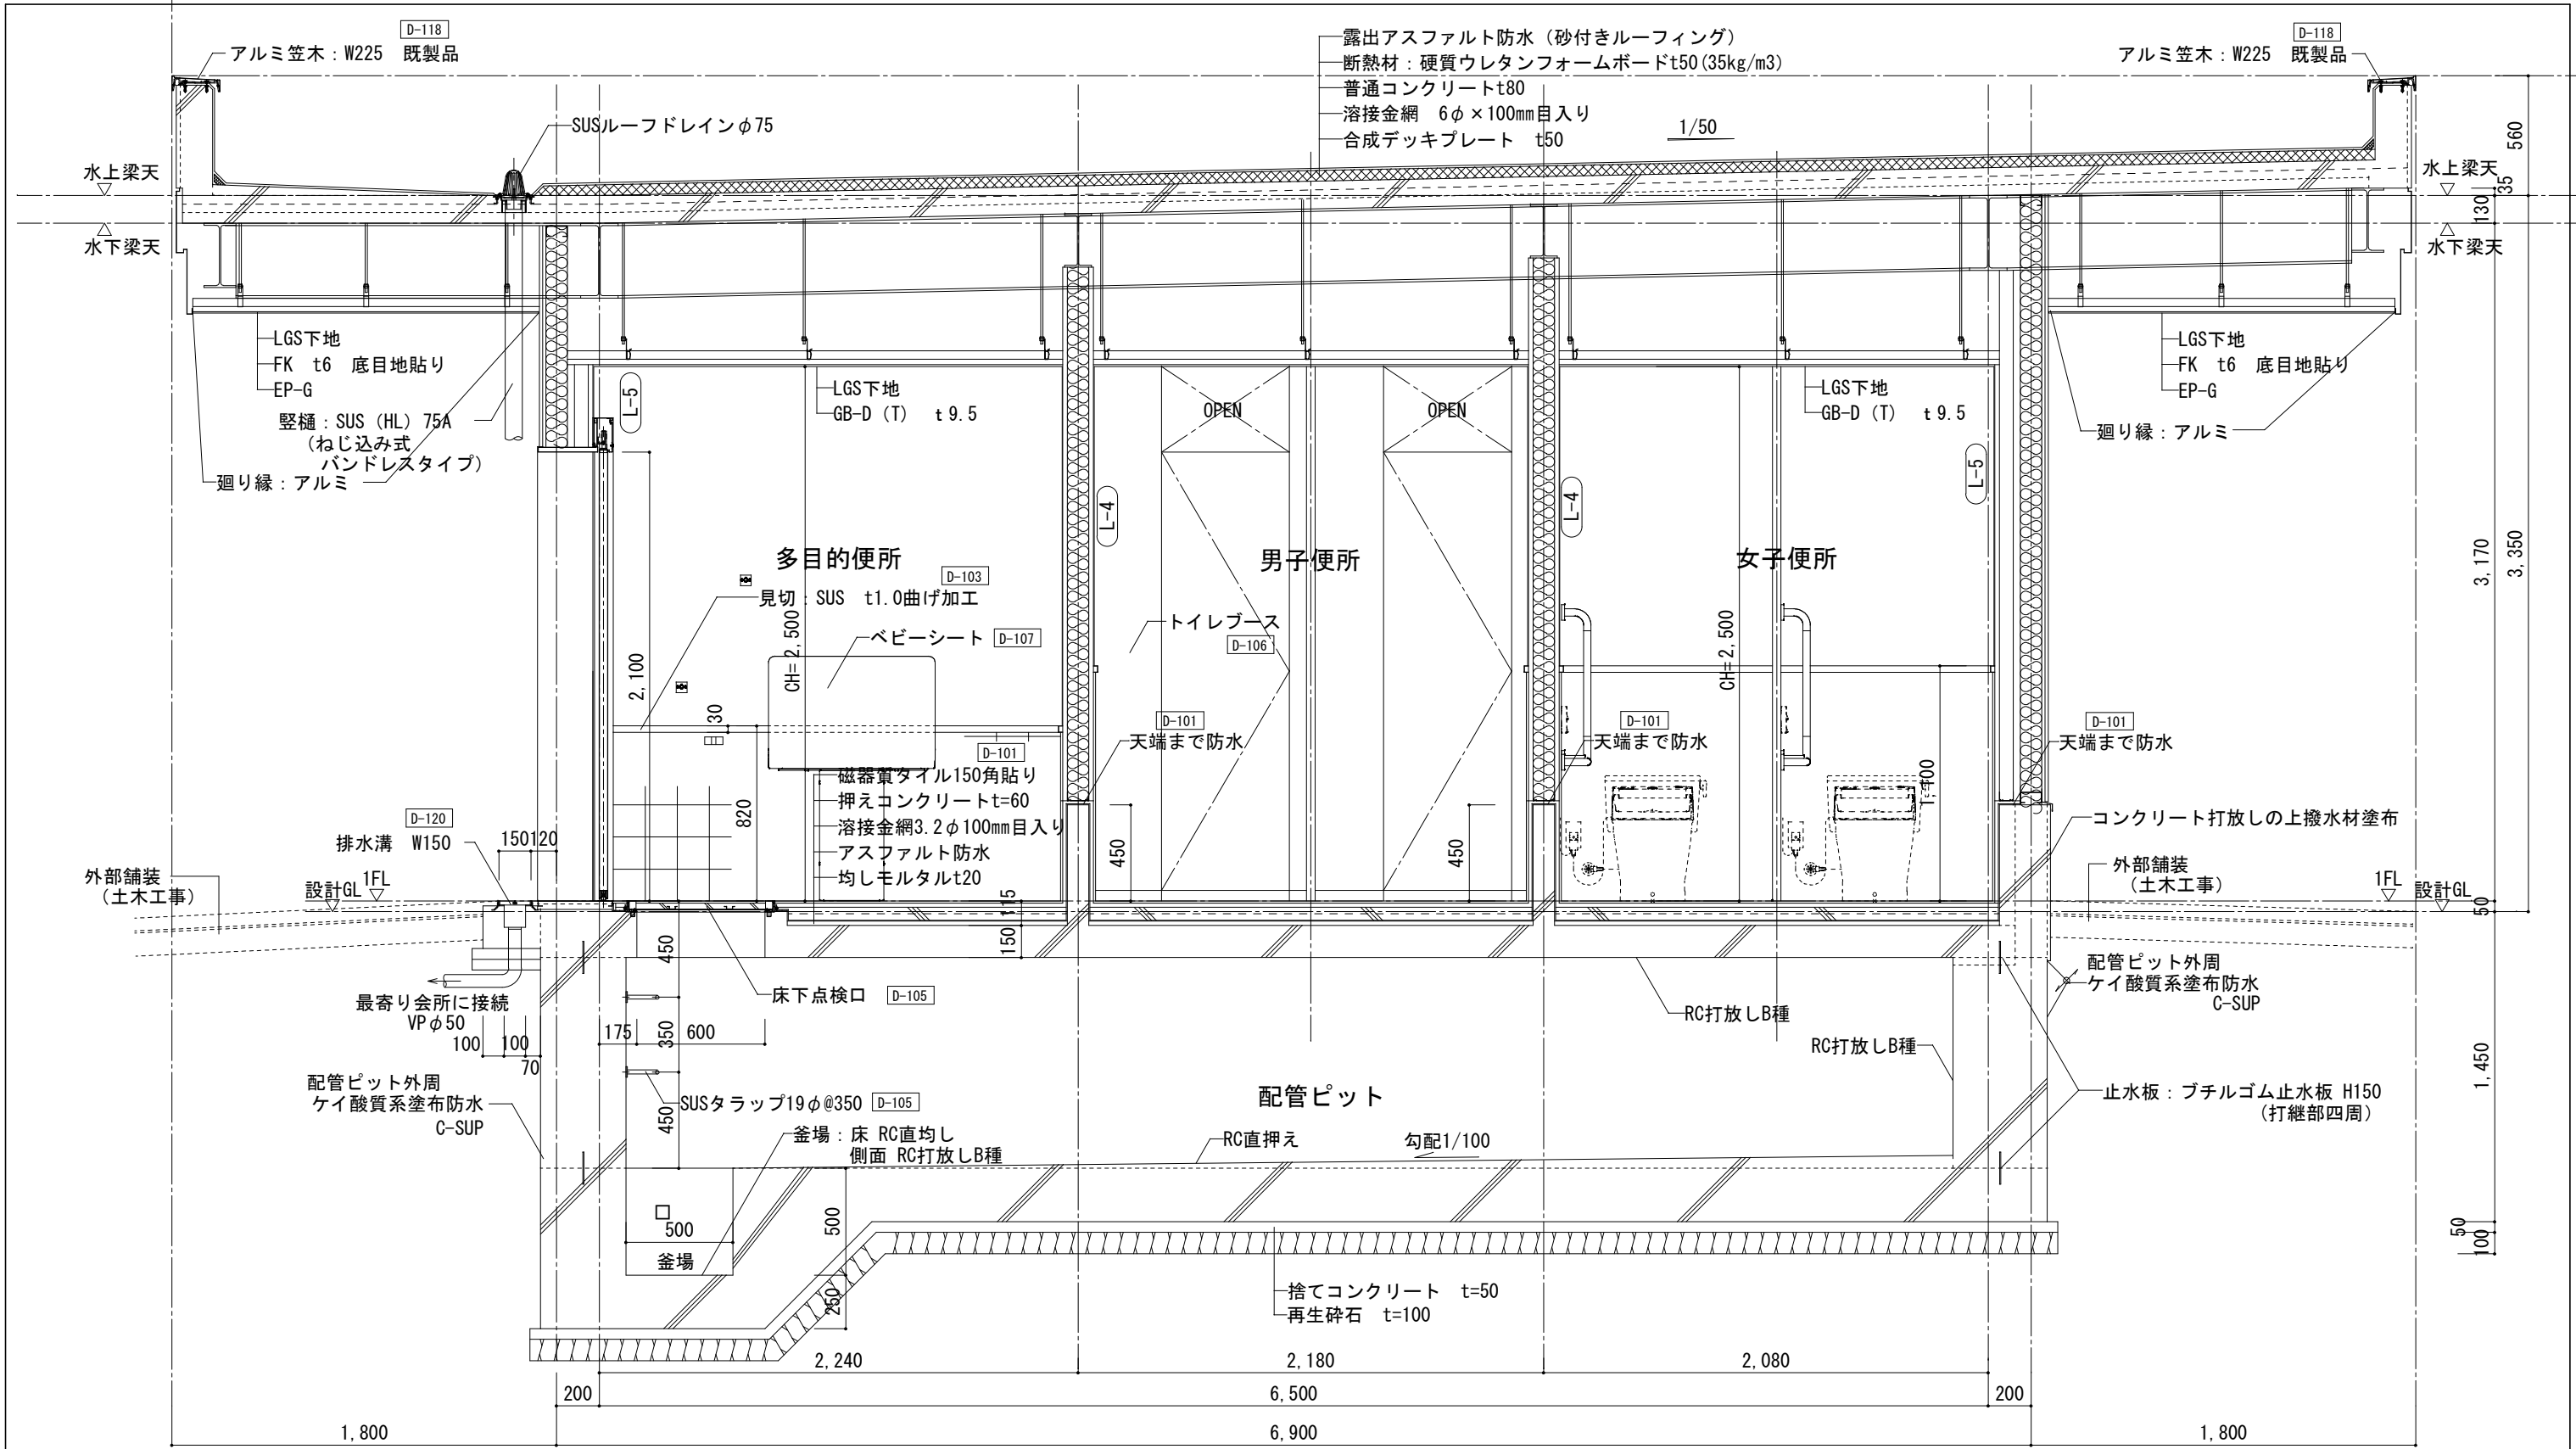 D-118
アルミ笠木：W225　既製品
SUSルーフドレインφ75
露出アスファルト防水（砂付きルーフィング）
断熱材：硬質ウレタンフォームボードt50(35kg/m3)
普通コンクリートt80
溶接金網　6φ×100mm目入り
合成デッキプレート　t50
1/50
D-118
アルミ笠木：W225　既製品
560
水上梁天
水下梁天
水上梁天
35
130
水下梁天
LGS下地
FK　t6　底目地貼り
EP-G
竪樋：SUS（HL）75A
（ねじ込み式
バンドレスタイプ）
廻り縁：アルミ
L-5
LGS下地
GB-D（T）　t9.5
OPEN
OPEN
LGS下地
GB-D（T）　t9.5
LGS下地
FK　t6　底目地貼り
EP-G
廻り縁：アルミ
L-4
L-4
L-5
多目的便所
男子便所
女子便所
3,170
3,350
D-103
見切：SUS　t1.0曲げ加工
ベビーシート
D-107
CH=2,500
2,100
30
トイレブース
D-106
CH=2,500
D-101
天端まで防水
D-101
天端まで防水
D-101
天端まで防水
D-101
磁器質タイル150角貼り
押えコンクリートt=60
溶接金網3.2φ100mm目入り
アスファルト防水
均しモルタルt20
820
450
450
1,100
D-120
排水溝　W150
150
120
外部舗装
（土木工事）
設計GL
1FL
コンクリート打放しの上撥水材塗布
外部舗装
（土木工事）
1FL
設計GL
50
115
150
450
350
450
最寄り会所に接続
VPφ50
100
100
70
175
600
床下点検口
D-105
RC打放しB種
RC打放しB種
配管ピット外周
ケイ酸質系塗布防水
C-SUP
配管ピット外周
ケイ酸質系塗布防水
C-SUP
SUSタラップ19φ@350
D-105
配管ピット
1,450
止水板：ブチルゴム止水板 H150
（打継部四周）
釜場：床 RC直均し
側面 RC打放しB種
RC直押え
勾配1/100
500
釜場
500
250
50
100
捨てコンクリート　t=50
再生砕石　t=100
2,240
2,180
2,080
200
6,500
200
1,800
6,900
1,800